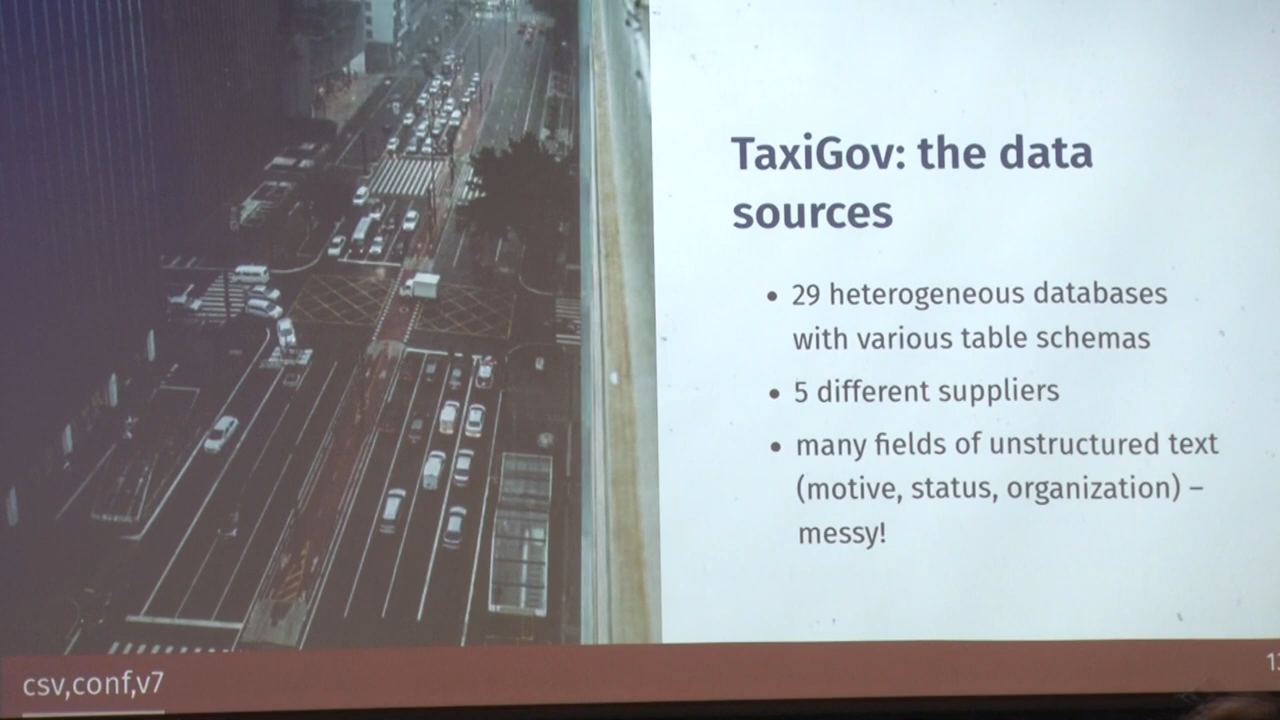 TaxiGov: the data
sources
• 29 heterogeneous databases
with various table schemas
• 5 different suppliers
• many fields of unstructured text
(motive, status, organization) –
messy!
csv,conf,v7